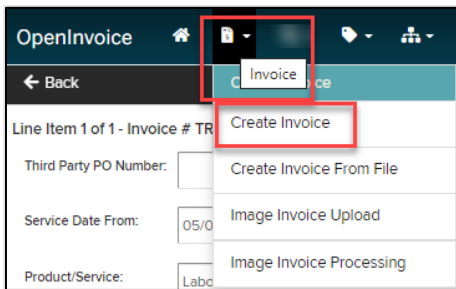 OpenInvoice
Back
Invoice
Line Item 1 of 1 - Invoice # TR
Create Invoice
Third Party PO Number:
Create Invoice From File
Service Date From:
05/0
Image Invoice Upload
Product/Service:
Labo
Image Invoice Processing